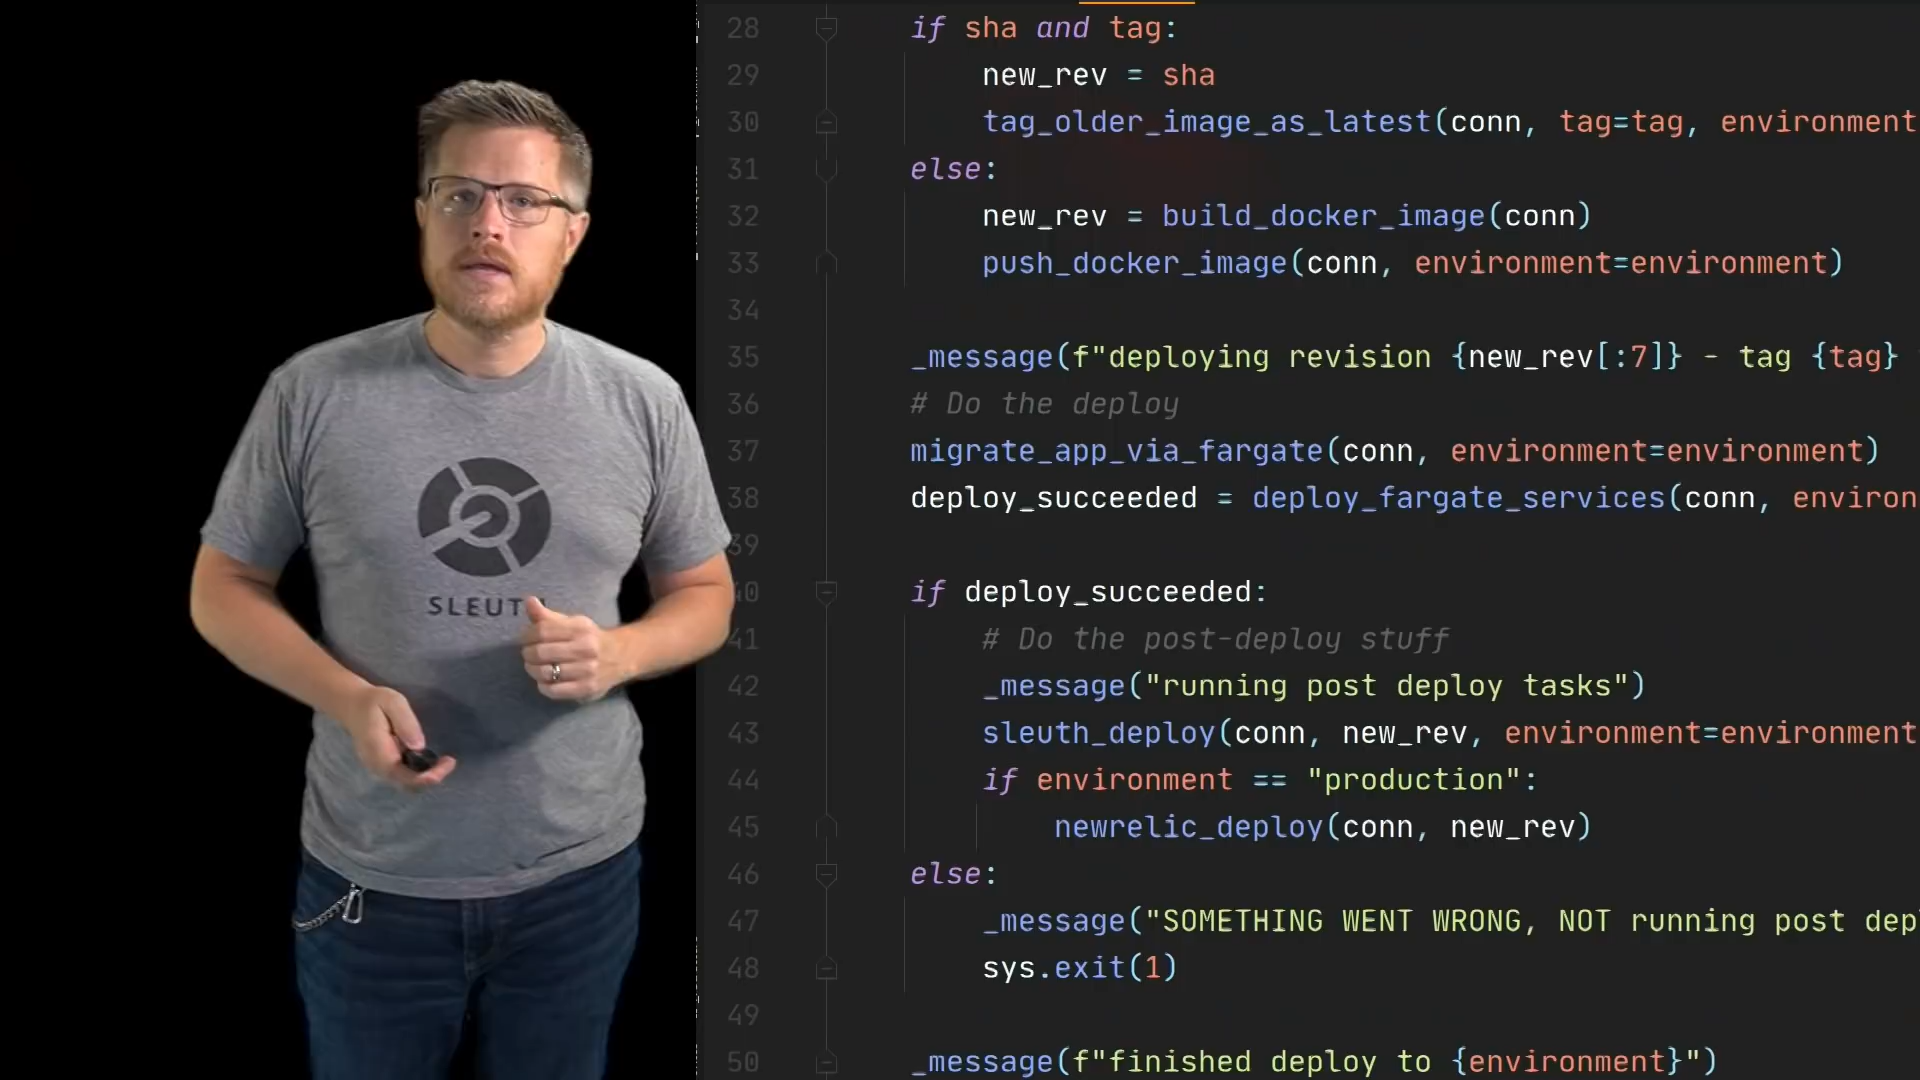 SLEUTH
28 if sha and tag:
29 new_rev = sha
30 tag_older_image_as_latest(conn, tag=tag, environment
31 else:
32 new_rev = build_docker_image(conn)
33 push_docker_image(conn, environment=environment)
34
35 _message(f"deploying revision {new_rev[:7]} - tag {tag}
36 # Do the deploy
37 migrate_app_via_fargate(conn, environment=environment)
38 deploy_succeeded = deploy_fargate_services(conn, environ
39
40 if deploy_succeeded:
41 # Do the post-deploy stuff
42 _message("running post deploy tasks")
43 sleuth_deploy(conn, new_rev, environment=environment
44 if environment == "production":
45 newrelic_deploy(conn, new_rev)
46 else:
47 _message("SOMETHING WENT WRONG, NOT running post dep
48 sys.exit(1)
49
50 _message(f"finished deploy to {environment}")